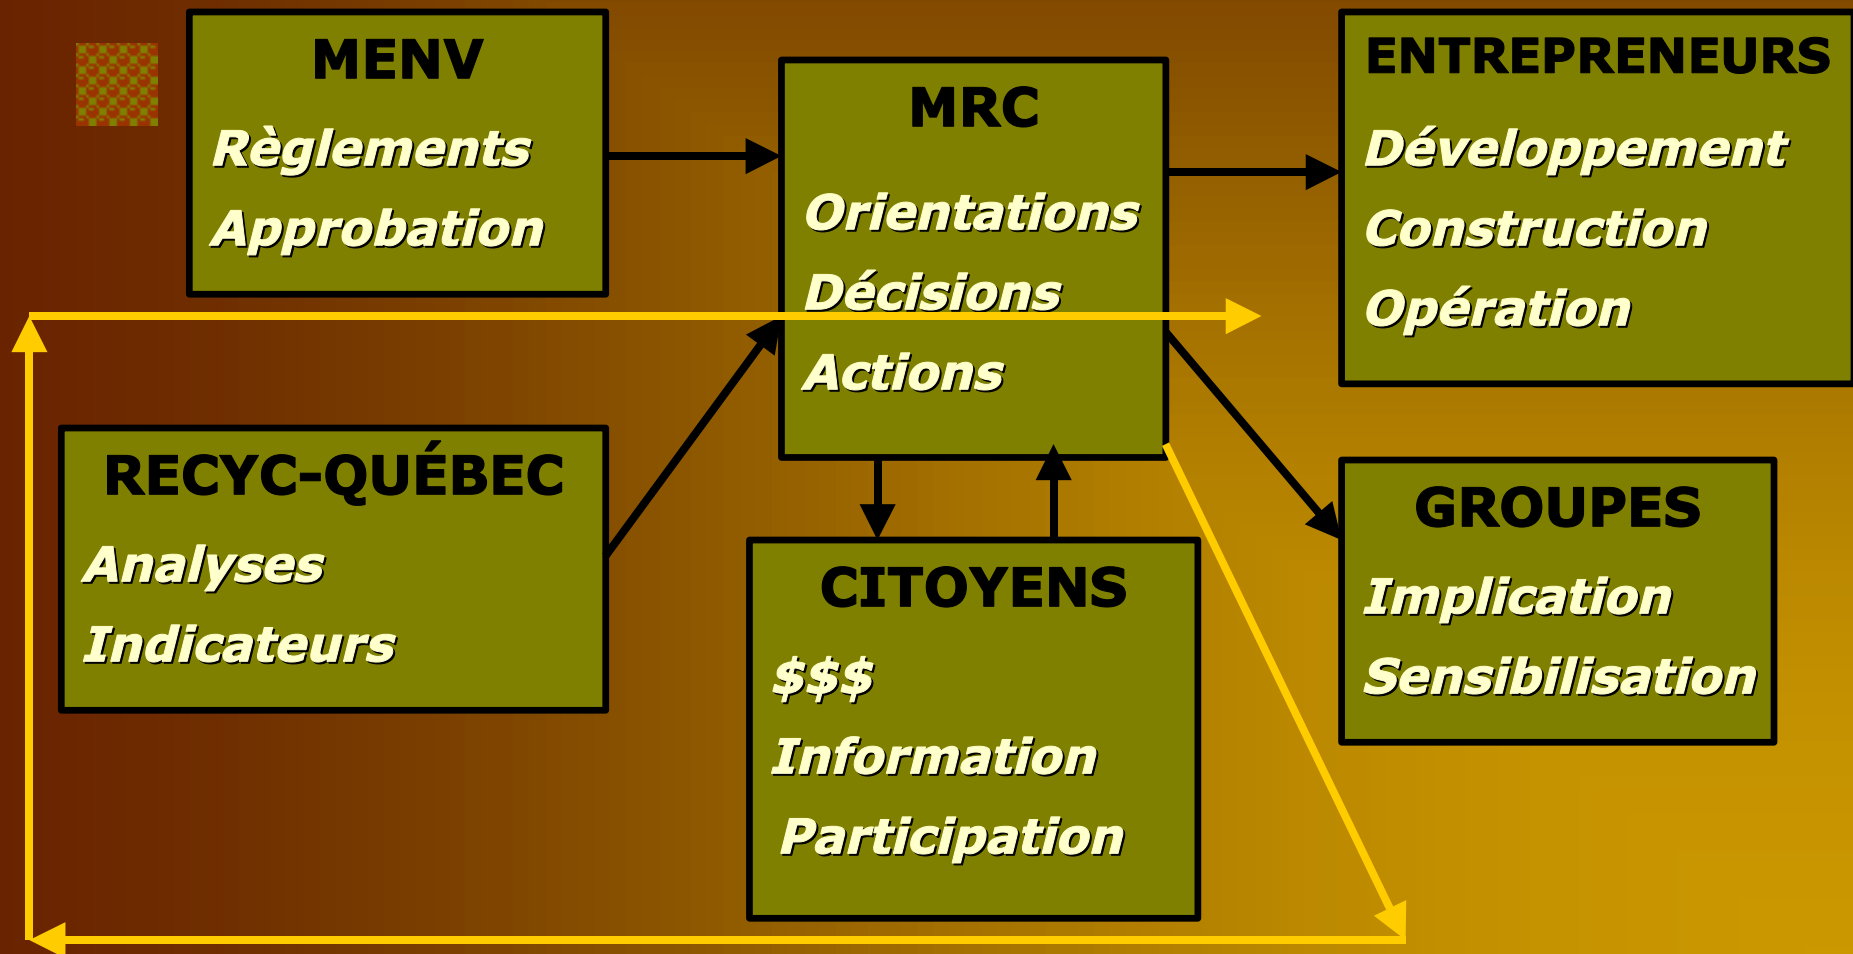 MENV
Règlements
Approbation
MRC
Orientations
Décisions
Actions
ENTREPRENEURS
Développement
Construction
Opération
RECYC-QUÉBEC
Analyses
Indicateurs
CITOYENS
$$$
Information
Participation
GROUPES
Implication
Sensibilisation